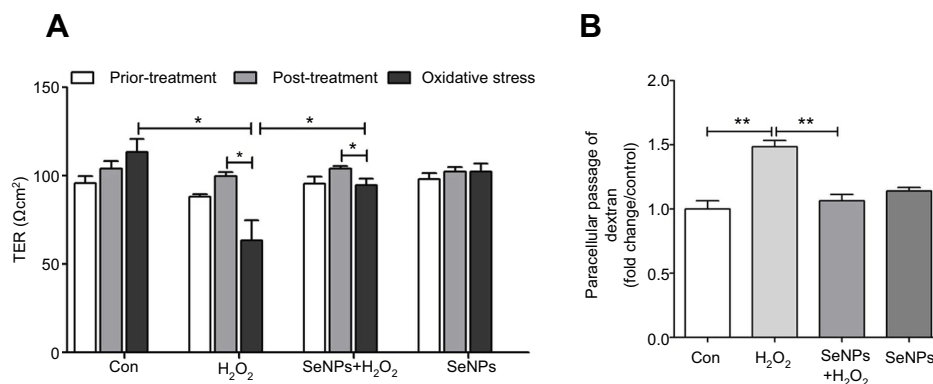 A
Prior-treatment Post-treatment Oxidative stress
TER (Ωcm²)
150
100
50
0
* *
* *
Con H₂O₂ SeNPs+H₂O₂ SeNPs
B
Paracellular passage of
dextran
(fold change/control)
2.0
1.5
1.0
0.5
0.0
** **
Con H₂O₂ SeNPs SeNPs
+H₂O₂